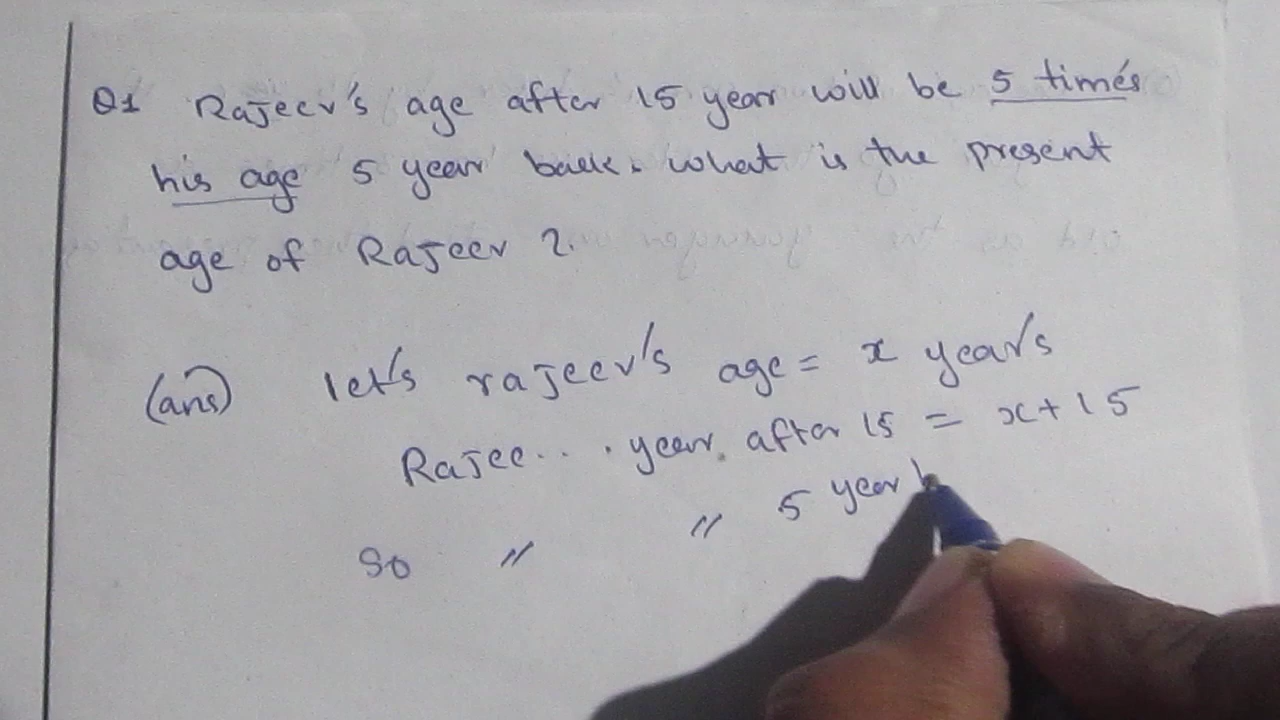 Q1 Rajeev's age after 15 year will be 5 times
his age 5 year back. what is the present
age of Rajeev ?.
(ans) let's rajeev's age = x year's
Rajee... . year. after 15 = x+15
So " " 5 year